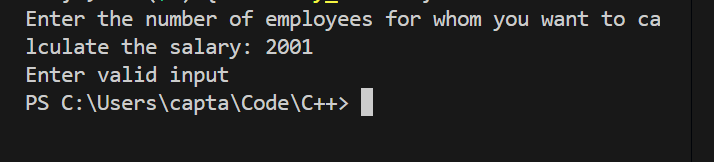 Enter the number of employees for whom you want to ca
lculate the salary: 2001
Enter valid input
PS C:\Users\capta\Code\C++>